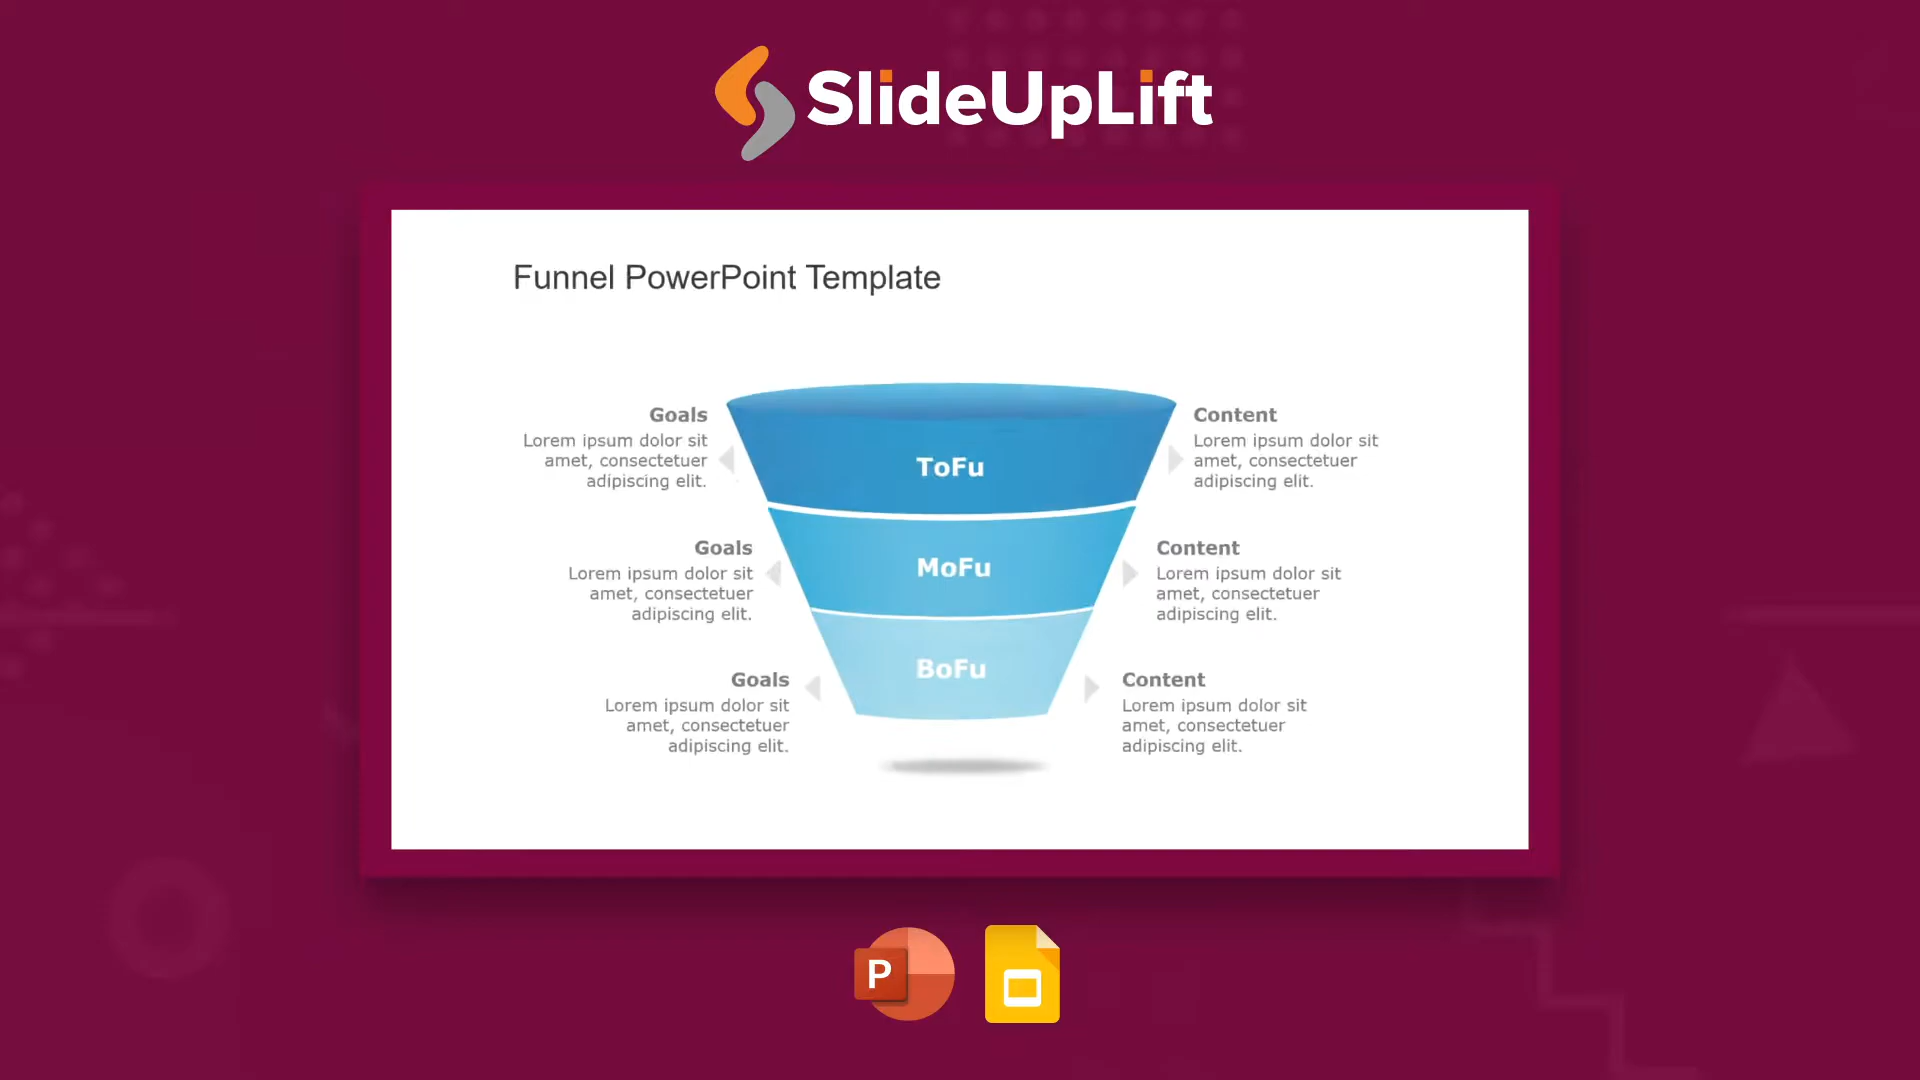 SlideUpLift
Funnel PowerPoint Template
Goals
Lorem ipsum dolor sit
amet, consectetuer
adipiscing elit.
ToFu
Content
Lorem ipsum dolor sit
amet, consectetuer
adipiscing elit.
Goals
Lorem ipsum dolor sit
amet, consectetuer
adipiscing elit.
MoFu
Content
Lorem ipsum dolor sit
amet, consectetuer
adipiscing elit.
Goals
Lorem ipsum dolor sit
amet, consectetuer
adipiscing elit.
BoFu
Content
Lorem ipsum dolor sit
amet, consectetuer
adipiscing elit.
P